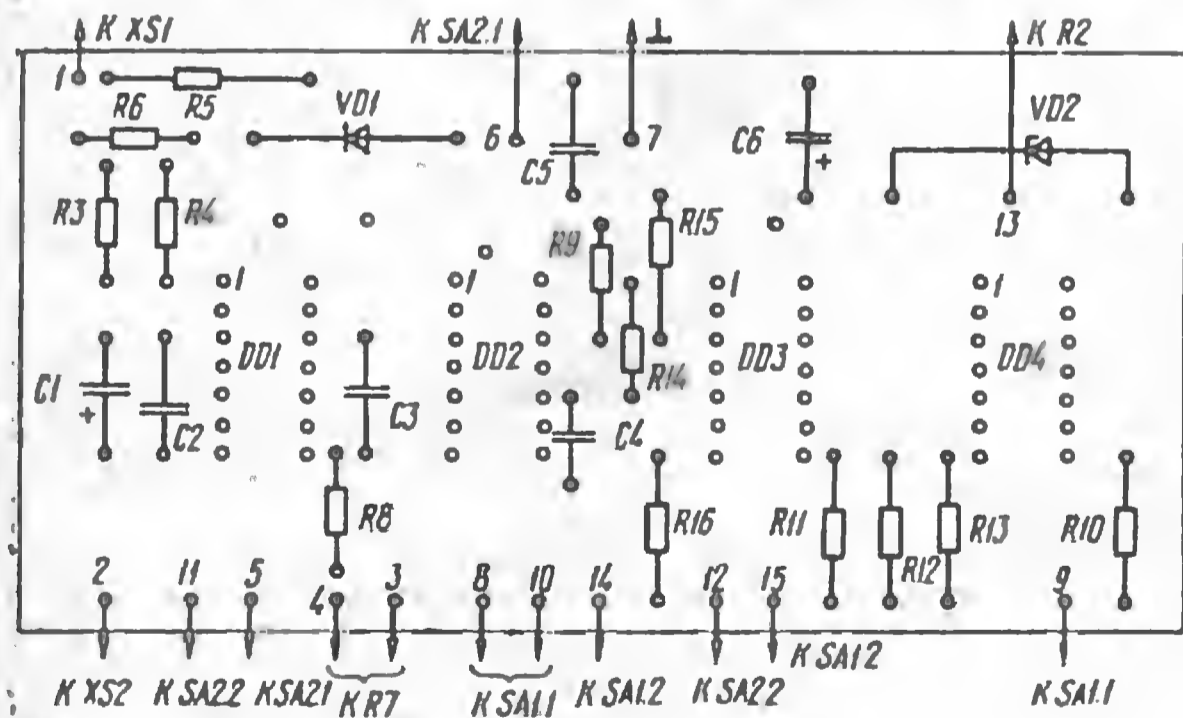 К XS1 К SA2.1 ⊥ К R2
1 R6 R5 VD1 6 C5 7 C6 + VD2
R3 R4 R9 R15 13
1 1 1 1
C1 + C2 DD1 C3 DD2 C4 R14 DD3 DD4
R8 R16 R11 R12 R13 R10
2 11 5 4 3 8 10 14 12 15 9
К SA1.2
К XS2 К SA2.2 К SA2.1 К R7 К SA1.1 К SA1.2 К SA2.2 К SA1.1